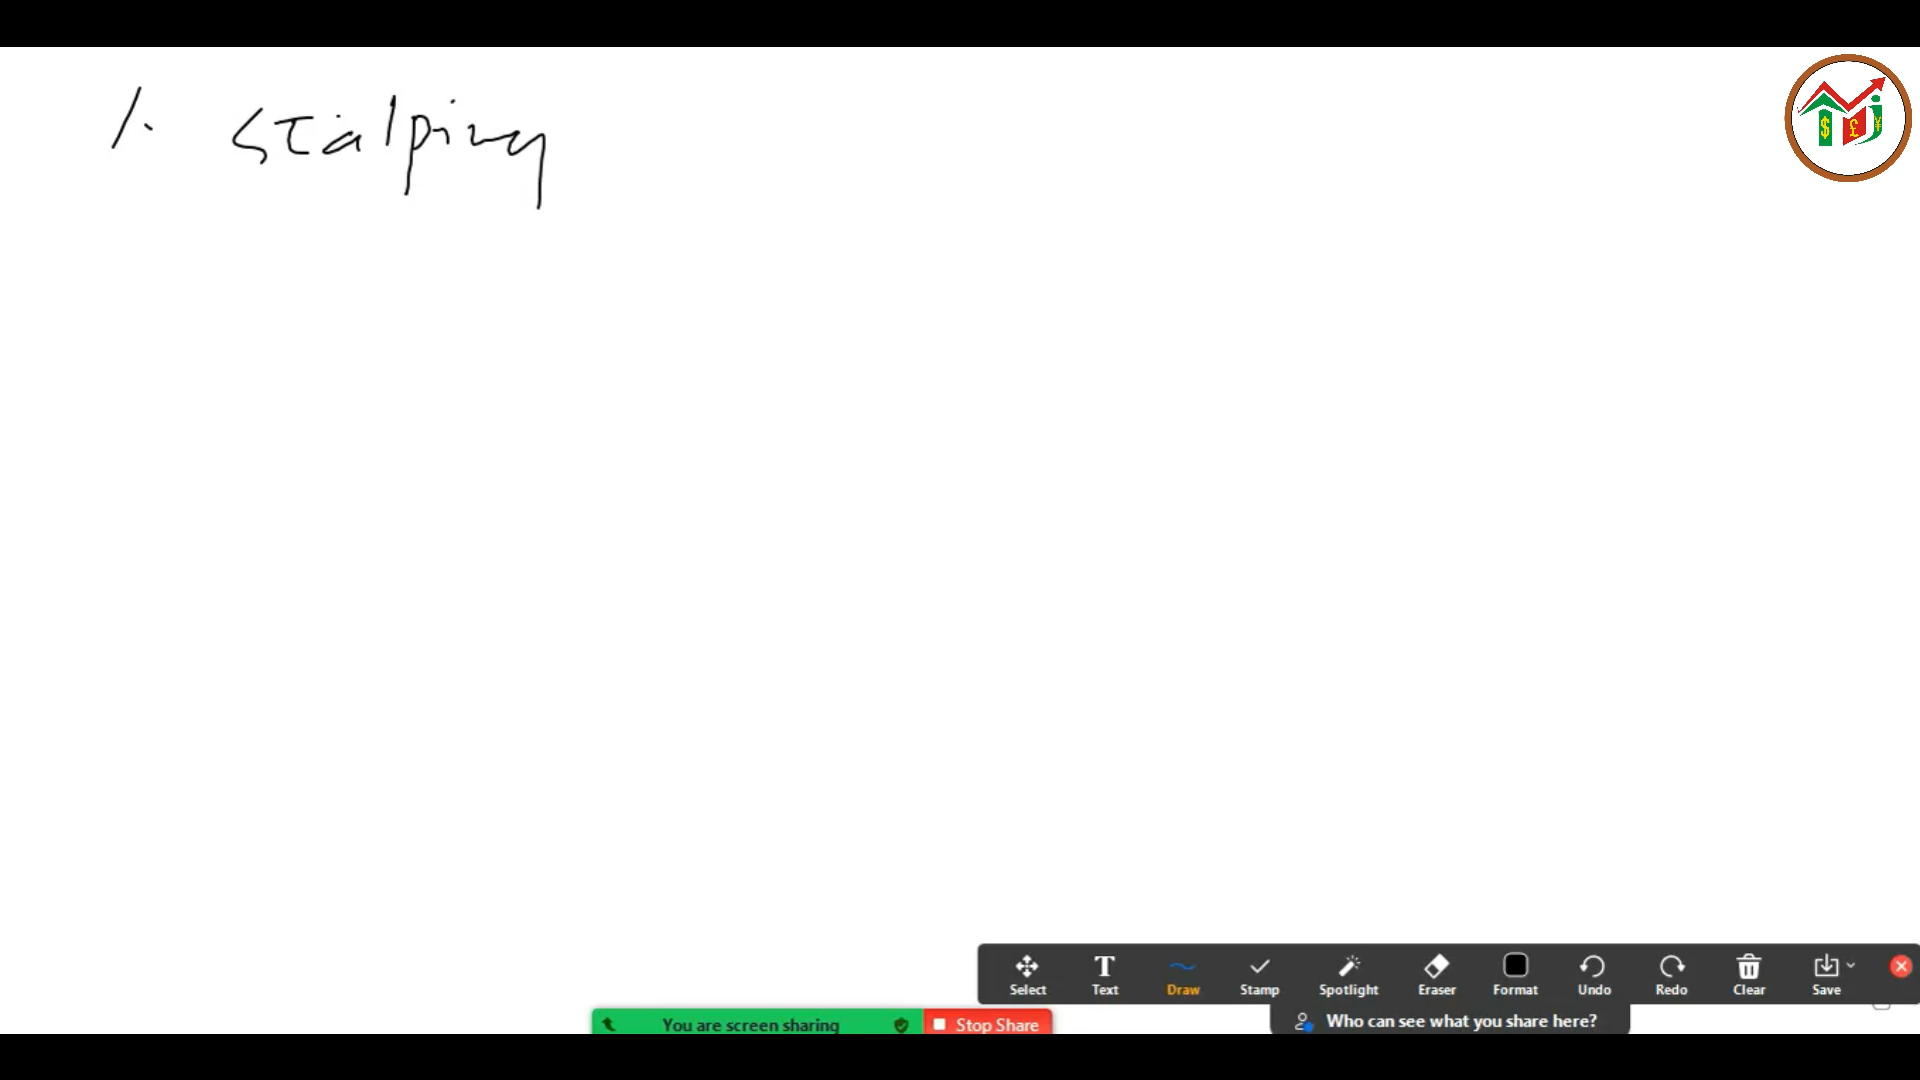 1. Scalping
$ £ ¥
Select Text Draw Stamp Spotlight Eraser Format Undo Redo Clear Save
You are screen sharing Stop Share Who can see what you share here?